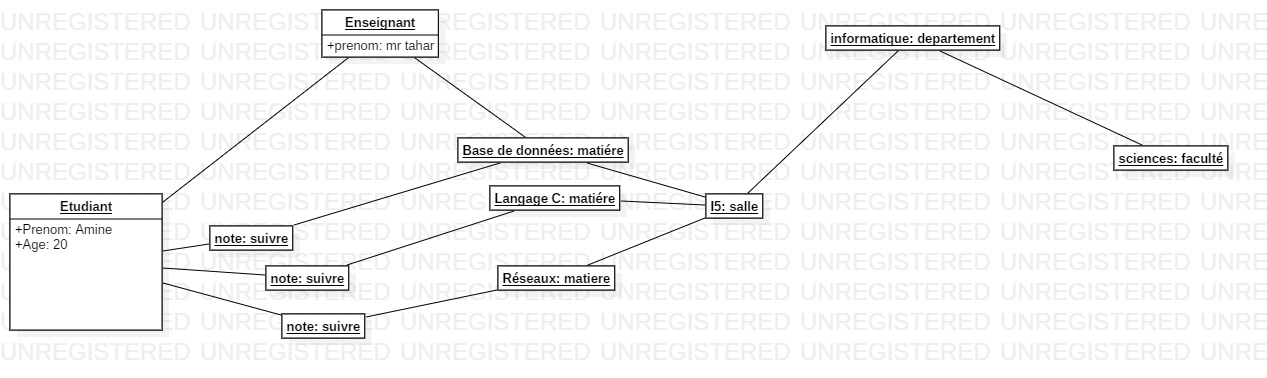 Enseignant
+prenom: mr tahar
informatique: departement
Base de données: matiére
sciences: faculté
Langage C: matiére
I5: salle
Etudiant
+Prenom: Amine
+Age: 20
note: suivre
note: suivre
Réseaux: matiere
note: suivre
UNREGISTERED UNREGISTERED UNREGISTERED UNREGISTERED UNREGISTERED UNREGISTERED UNRE